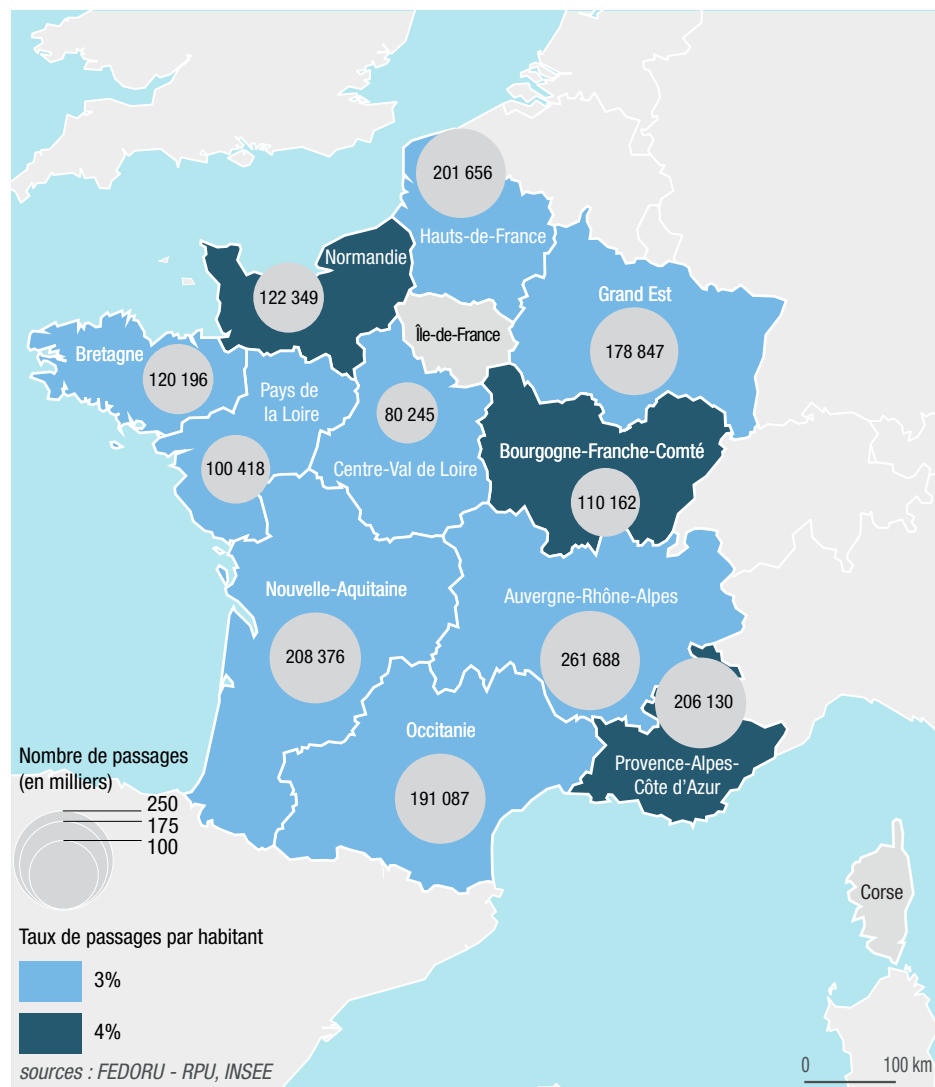 201 656
Hauts-de-France
Normandie
122 349
Grand Est
178 847
Île-de-France
Bretagne
120 196
Pays de
la Loire
100 418
80 245
Centre-Val de Loire
Bourgogne-Franche-Comté
110 162
Nouvelle-Aquitaine
208 376
Auvergne-Rhône-Alpes
261 688
206 130
Provence-Alpes-
Côte d'Azur
Occitanie
191 087
Corse
Nombre de passages
(en milliers)
250
175
100
Taux de passages par habitant
3%
4%
sources : FEDORU - RPU, INSEE
0 100 km